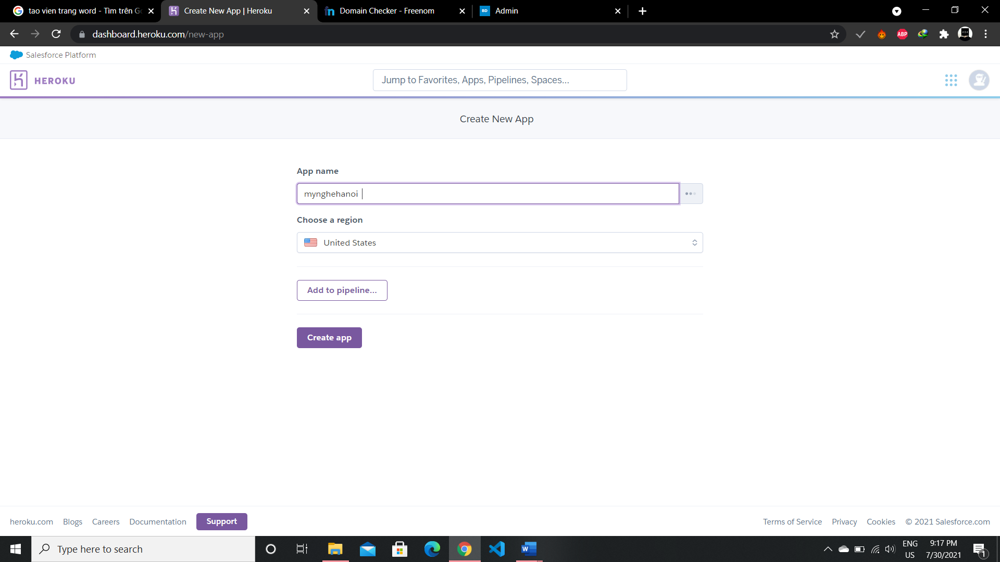 tao vien trang word - Tìm trên Go
Create New App | Heroku
Domain Checker - Freenom
BD
Admin
dashboard.heroku.com/new-app
ABP
Salesforce Platform
HEROKU
Jump to Favorites, Apps, Pipelines, Spaces...
Create New App
App name
mynghehanoi
Choose a region
United States
Add to pipeline...
Create app
heroku.com
Blogs
Careers
Documentation
Support
Terms of Service
Privacy
Cookies
© 2021 Salesforce.com
Type here to search
ENG
US
9:17 PM
7/30/2021
1